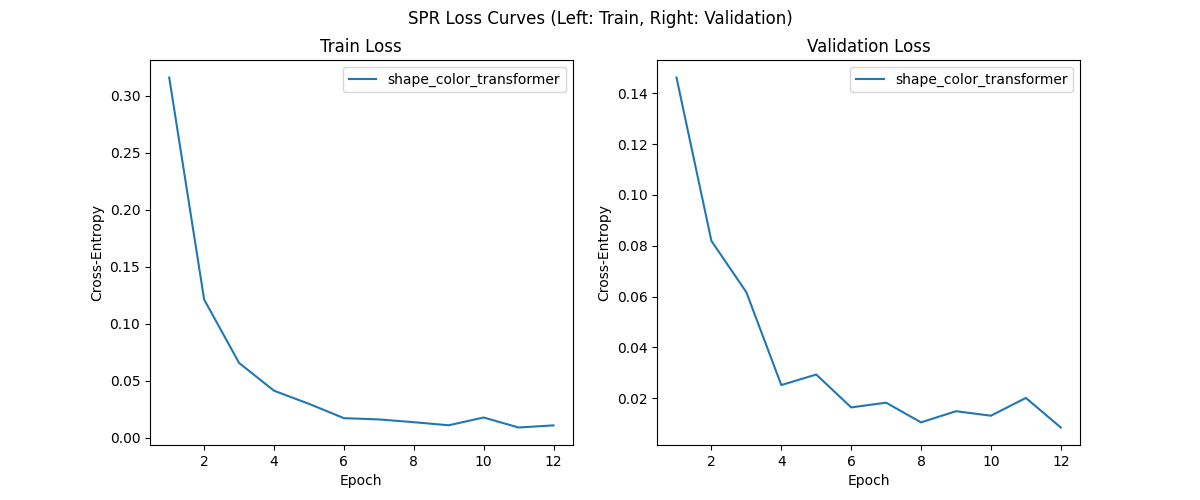 SPR Loss Curves (Left: Train, Right: Validation)
Train Loss
shape_color_transformer
Cross-Entropy
0.30
0.25
0.20
0.15
0.10
0.05
0.00
2 4 6 8 10 12
Epoch
Validation Loss
shape_color_transformer
Cross-Entropy
0.14
0.12
0.10
0.08
0.06
0.04
0.02
2 4 6 8 10 12
Epoch